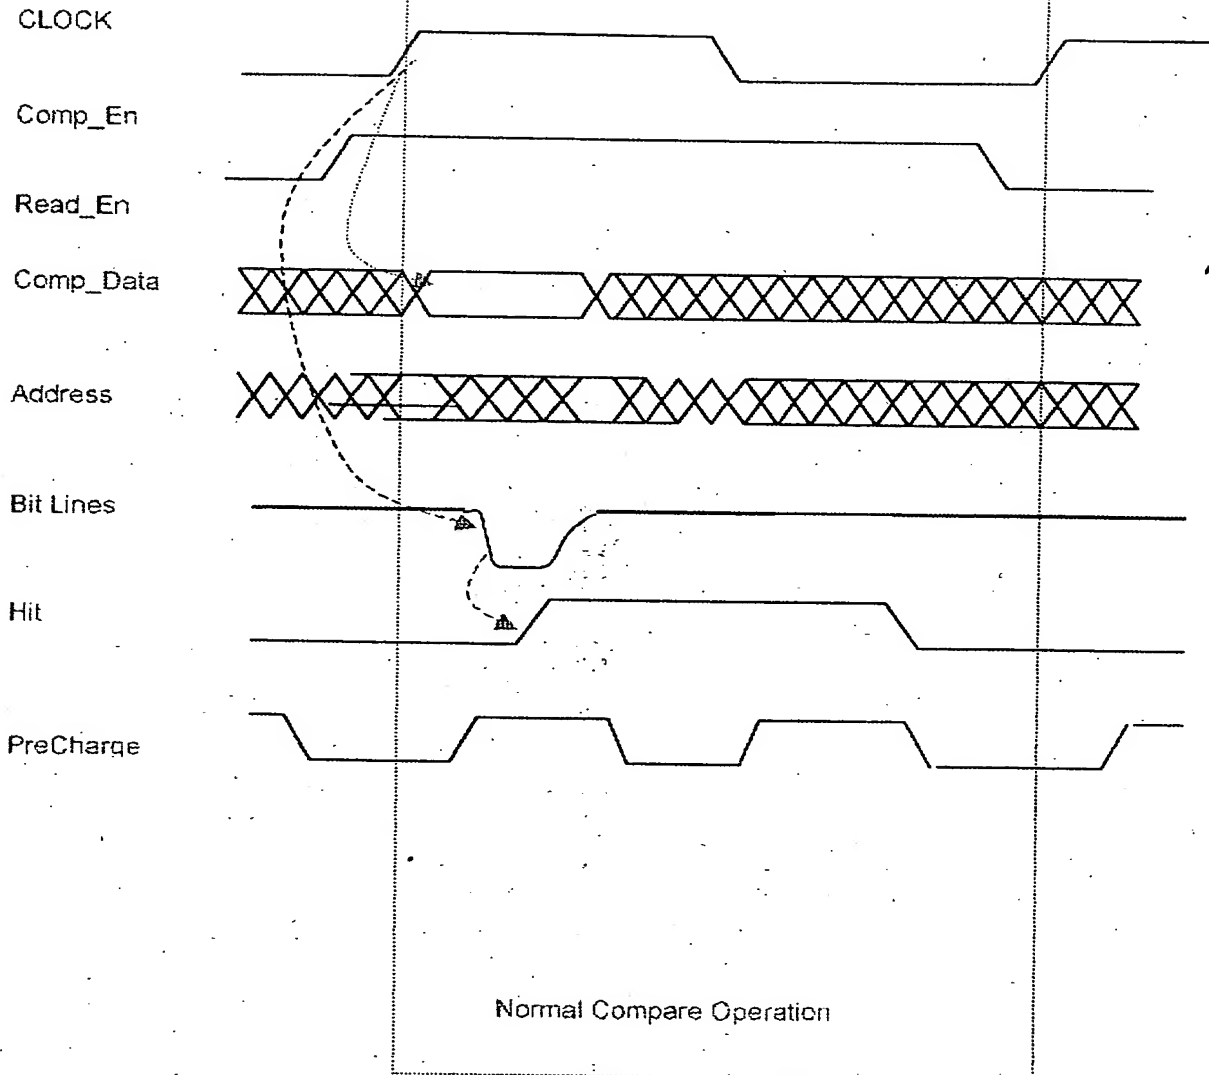 CLOCK
Comp_En
Read_En
Comp_Data
Address
Bit Lines
Hit
PreCharge
Normal Compare Operation